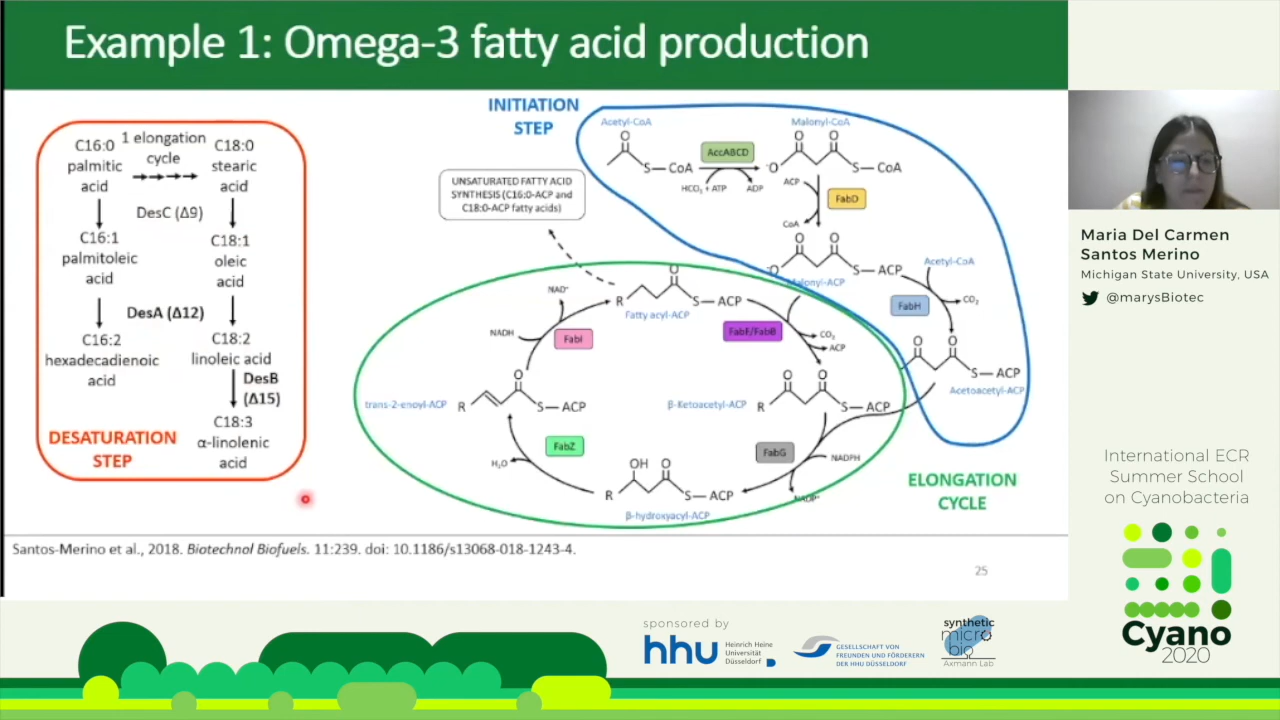 Example 1: Omega-3 fatty acid production
C16:0
palmitic
acid
1 elongation
cycle
C18:0
stearic
acid
DesC (Δ9)
C16:1
palmitoleic
acid
C18:1
oleic
acid
DesA (Δ12)
C16:2
hexadecadienoic
acid
C18:2
linoleic acid
DesB
(Δ15)
C18:3
α-linolenic
acid
DESATURATION
STEP
INITIATION
STEP
Acetyl-CoA
S—CoA
AccABCD
HCO3 + ATP
ADP
Malonyl-CoA
O O
-O
S—CoA
ACP
FabD
CoA
O O
-O
S—ACP
Malonyl-ACP
Acetyl-CoA
FabH
CO2
O O
S—ACP
Acetoacetyl-ACP
UNSATURATED FATTY ACID
SYNTHESIS (C16:0-ACP and
C18:0-ACP fatty acids)
O
R
S—ACP
Fatty acyl-ACP
FabF/FabB
CO2
ACP
O O
β-Ketoacetyl-ACP
R
S—ACP
FabG
NADPH
NADP+
OH O
R
S—ACP
β-hydroxyacyl-ACP
FabZ
H2O
O
trans-2-enoyl-ACP
R
S—ACP
NADH
FabI
NAD+
ELONGATION
CYCLE
Santos-Merino et al., 2018. Biotechnol Biofuels. 11:239. doi: 10.1186/s13068-018-1243-4.
25
Maria Del Carmen
Santos Merino
Michigan State University, USA
@marysBiotec
International ECR
Summer School
on Cyanobacteria
Cyano
2020
sponsored by
hhu
Heinrich Heine
Universität
Düsseldorf
GESELLSCHAFT VON
FREUNDEN UND FÖRDERERN
DER HHU DÜSSELDORF
synthetic
micro
bio
Axmann Lab